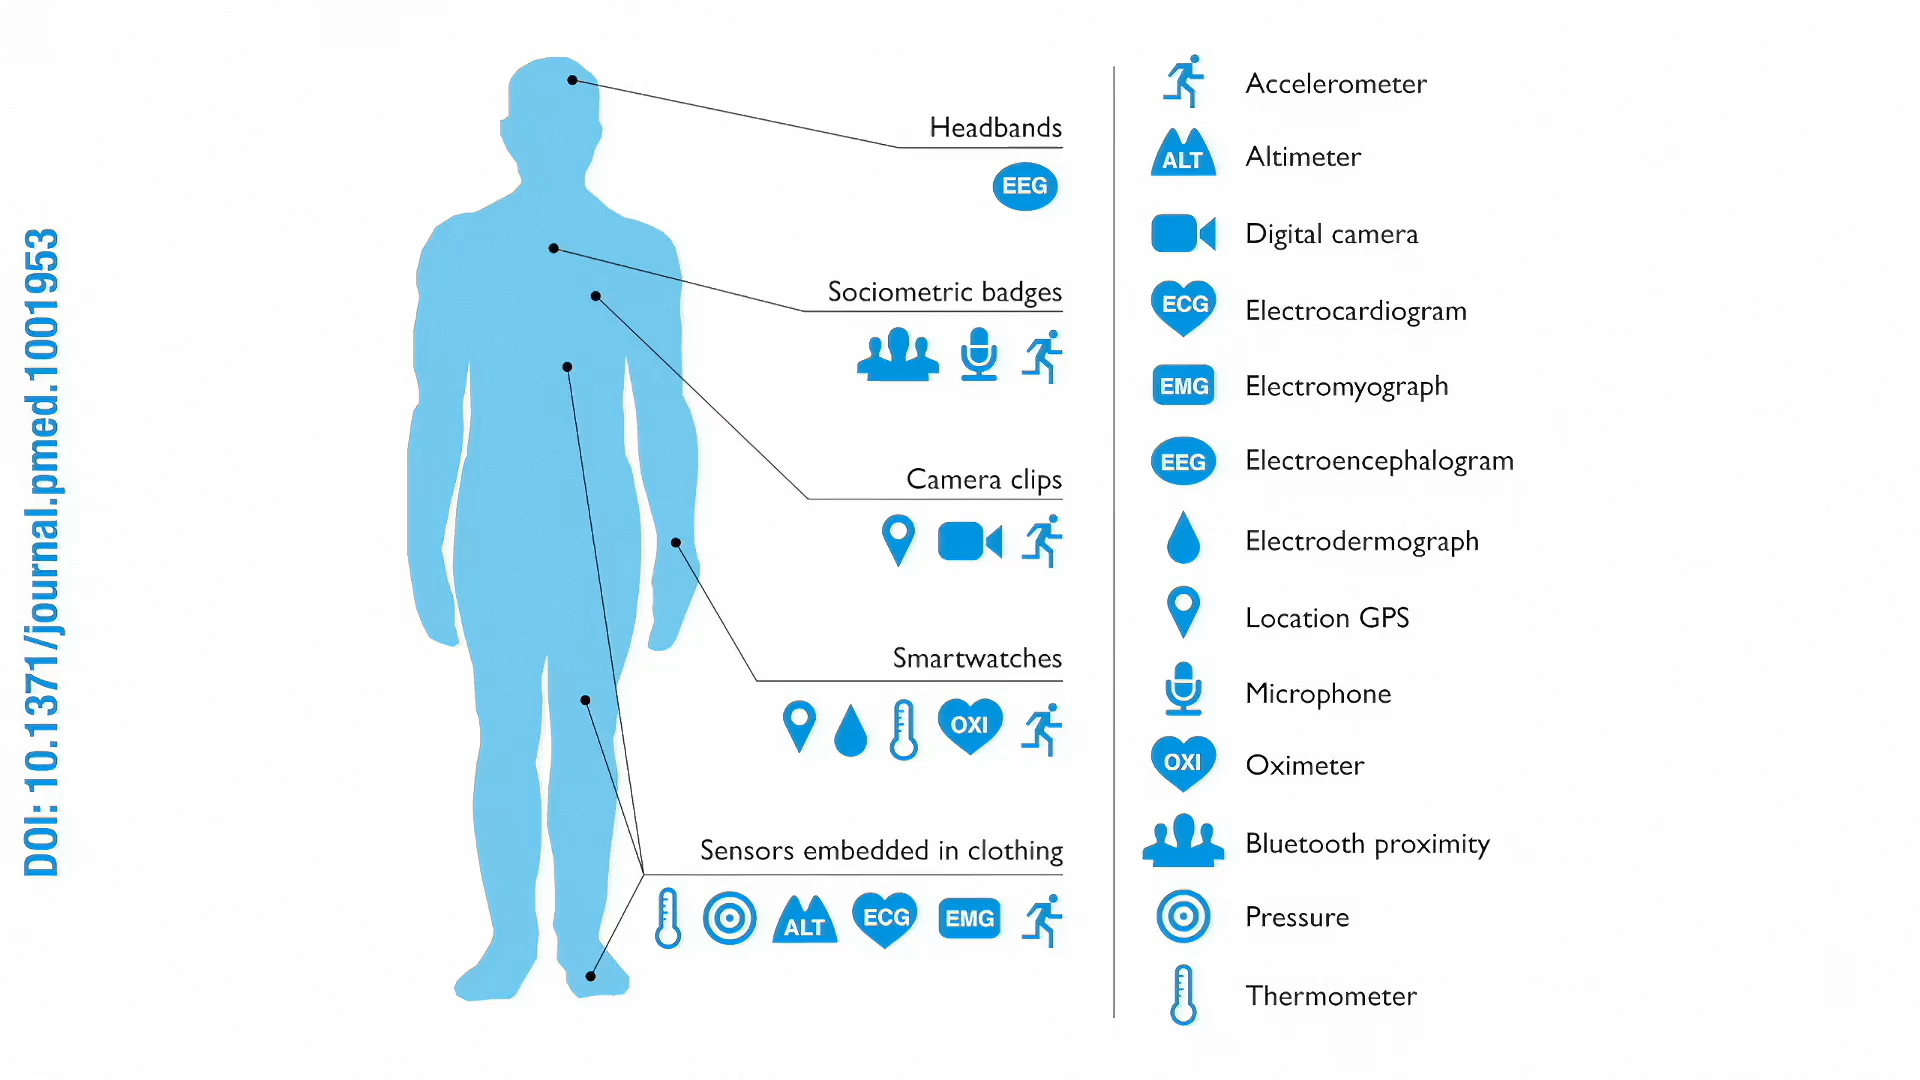 DOI: 10.1371/journal.pmed.1001953
Headbands
EEG
Sociometric badges
Camera clips
Smartwatches
OXI
Sensors embedded in clothing
ALT
ECG
EMG
Accelerometer
ALT
Altimeter
Digital camera
ECG
Electrocardiogram
EMG
Electromyograph
EEG
Electroencephalogram
Electrodermograph
Location GPS
Microphone
OXI
Oximeter
Bluetooth proximity
Pressure
Thermometer